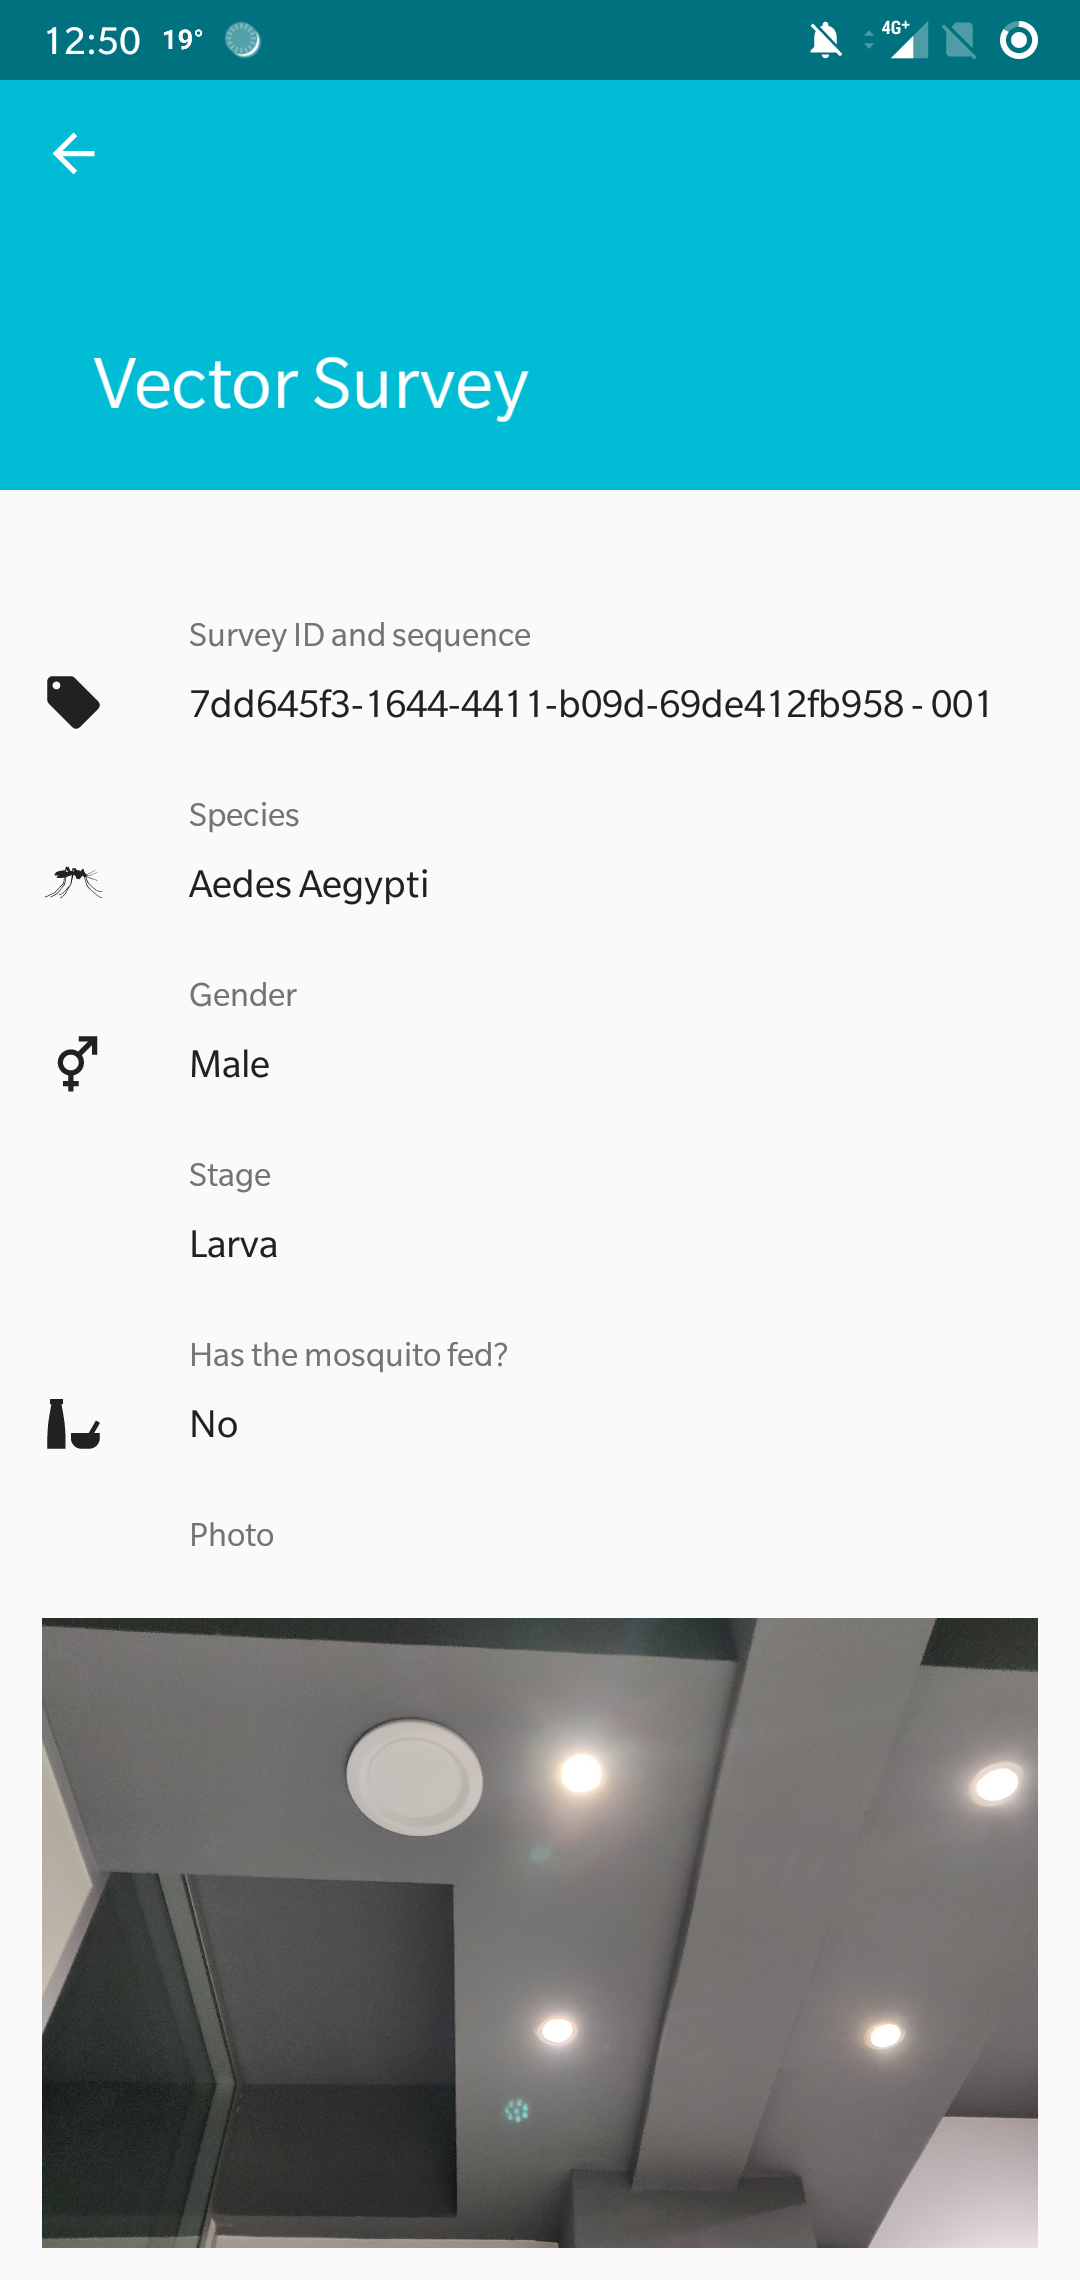 12:50 19° 4G+
Vector Survey
Survey ID and sequence
7dd645f3-1644-4411-b09d-69de412fb958 - 001
Species
Aedes Aegypti
Gender
Male
Stage
Larva
Has the mosquito fed?
No
Photo